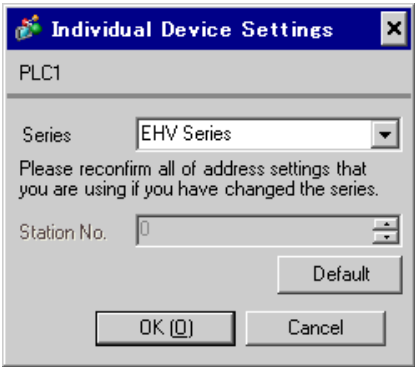 Individual Device Settings
PLC1
Series EHV Series
Please reconfirm all of address settings that
you are using if you have changed the series.
Station No. 0
Default
OK (O) Cancel